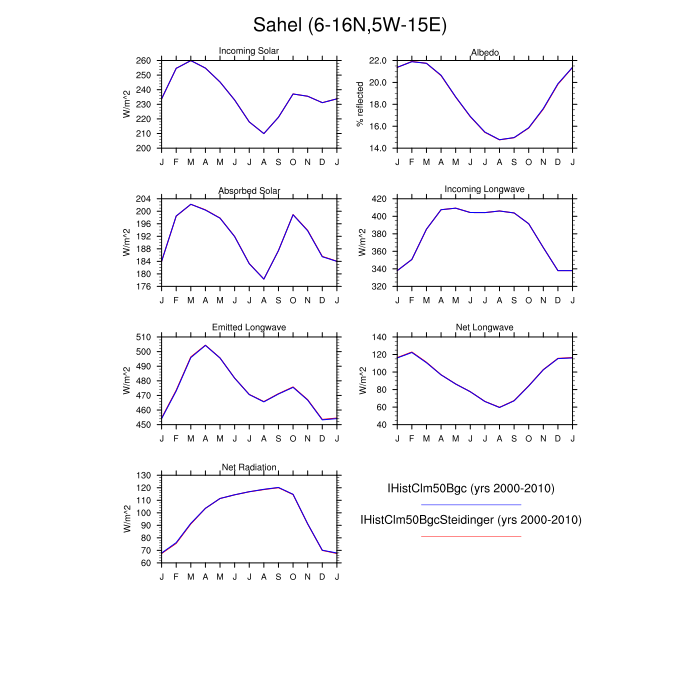 Sahel (6-16N,5W-15E)
Incoming Solar
W/m^2
260
250
240
230
220
210
200
J F M A M J J A S O N D J
Albedo
% reflected
22.0
20.0
18.0
16.0
14.0
J F M A M J J A S O N D J
Absorbed Solar
W/m^2
204
200
196
192
188
184
180
176
J F M A M J J A S O N D J
Incoming Longwave
W/m^2
420
400
380
360
340
320
J F M A M J J A S O N D J
Emitted Longwave
W/m^2
510
500
490
480
470
460
450
J F M A M J J A S O N D J
Net Longwave
W/m^2
140
120
100
80
60
40
J F M A M J J A S O N D J
Net Radiation
W/m^2
130
120
110
100
90
80
70
60
J F M A M J J A S O N D J
IHistClm50Bgc (yrs 2000-2010)
IHistClm50BgcSteidinger (yrs 2000-2010)